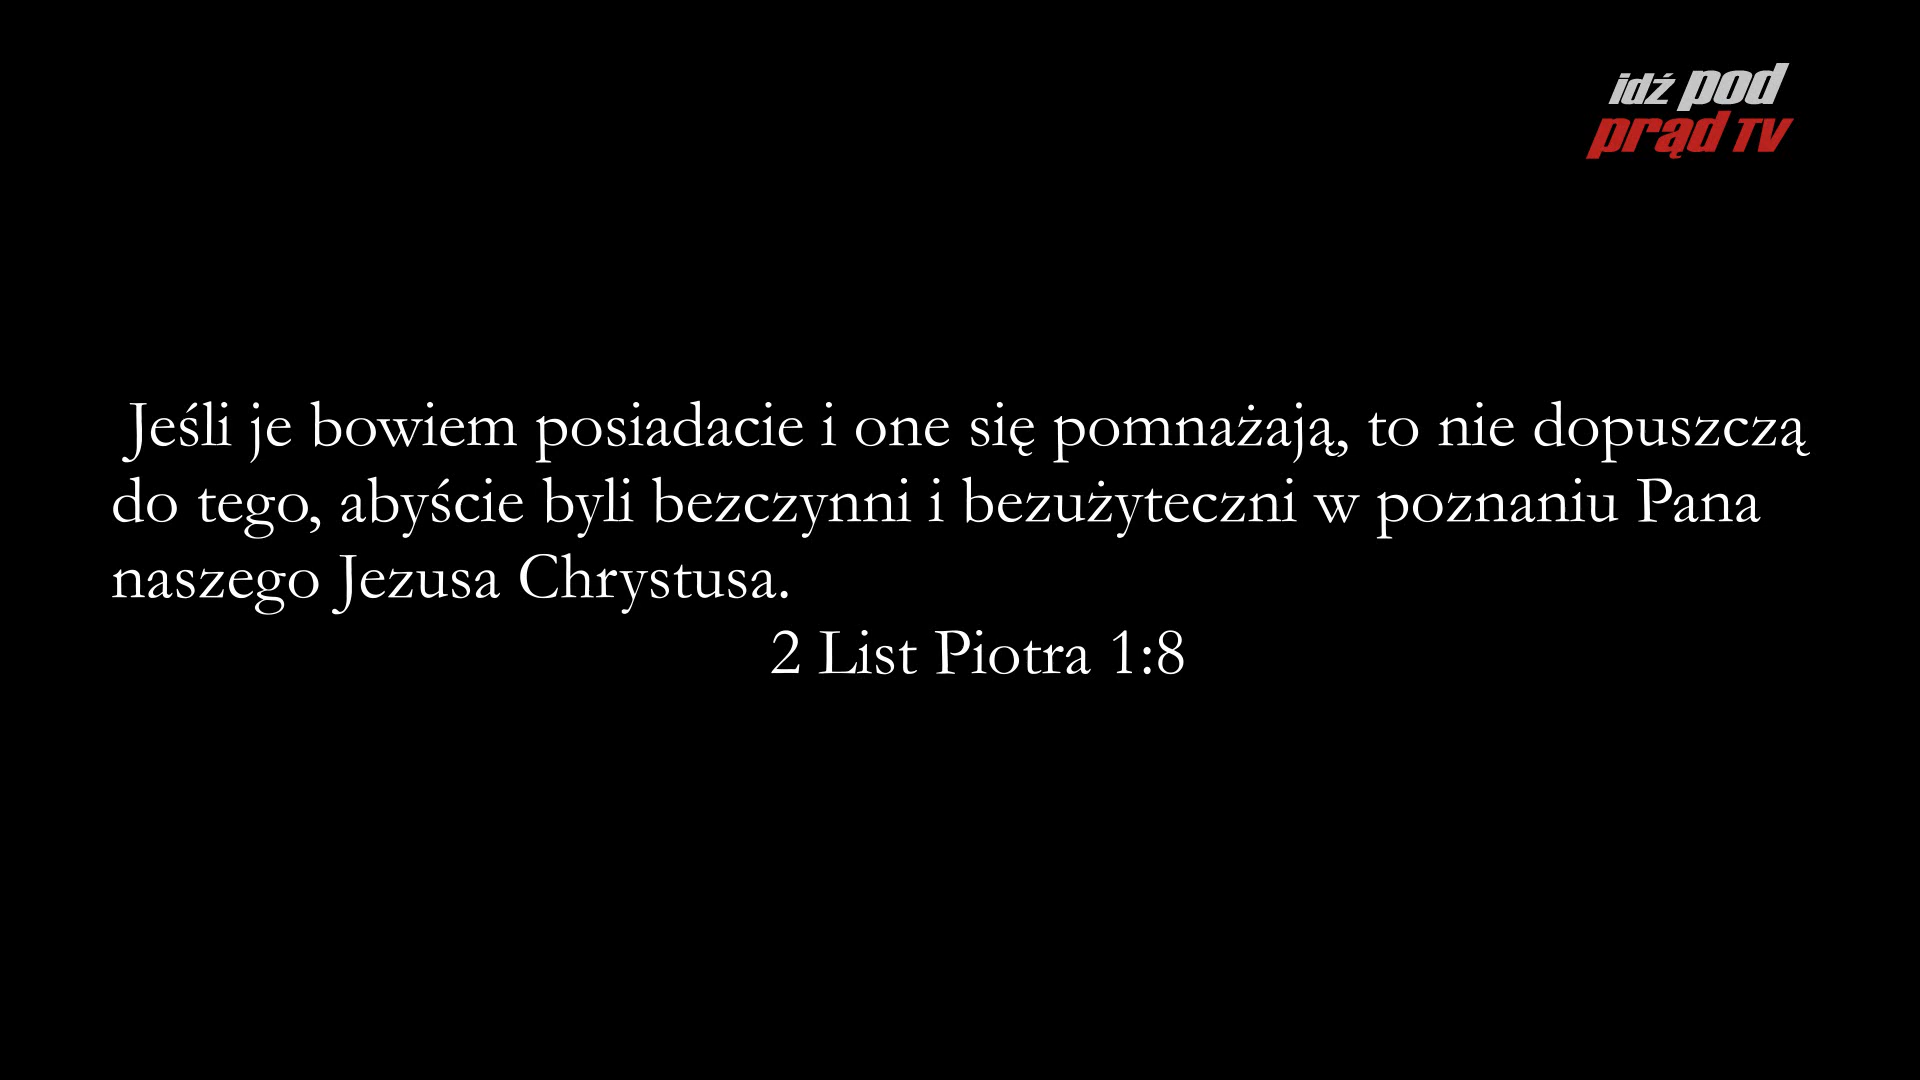 idź pod
prąd TV
Jeśli je bowiem posiadacie i one się pomnażają, to nie dopuszczą
do tego, abyście byli bezczynni i bezużyteczni w poznaniu Pana
naszego Jezusa Chrystusa.
2 List Piotra 1:8